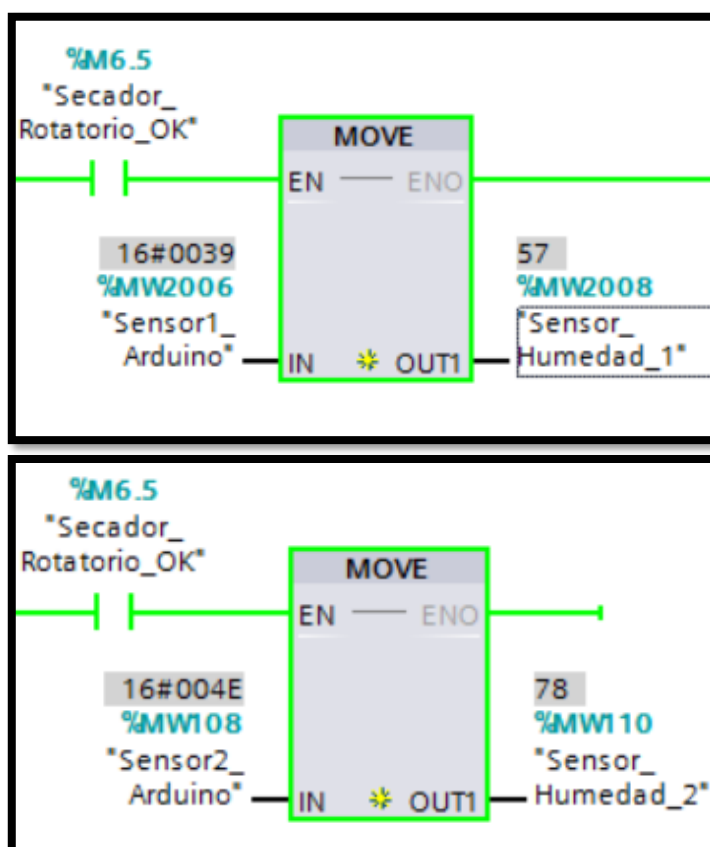 %M6.5
"Secador_
Rotatorio_OK"
MOVE
EN ENO
16#0039
%MW2006
"Sensor1_
Arduino"
IN OUT1
57
%MW2008
"Sensor_
Humedad_1"
%M6.5
"Secador_
Rotatorio_OK"
MOVE
EN ENO
16#004E
%MW108
"Sensor2_
Arduino"
IN OUT1
78
%MW110
"Sensor_
Humedad_2"